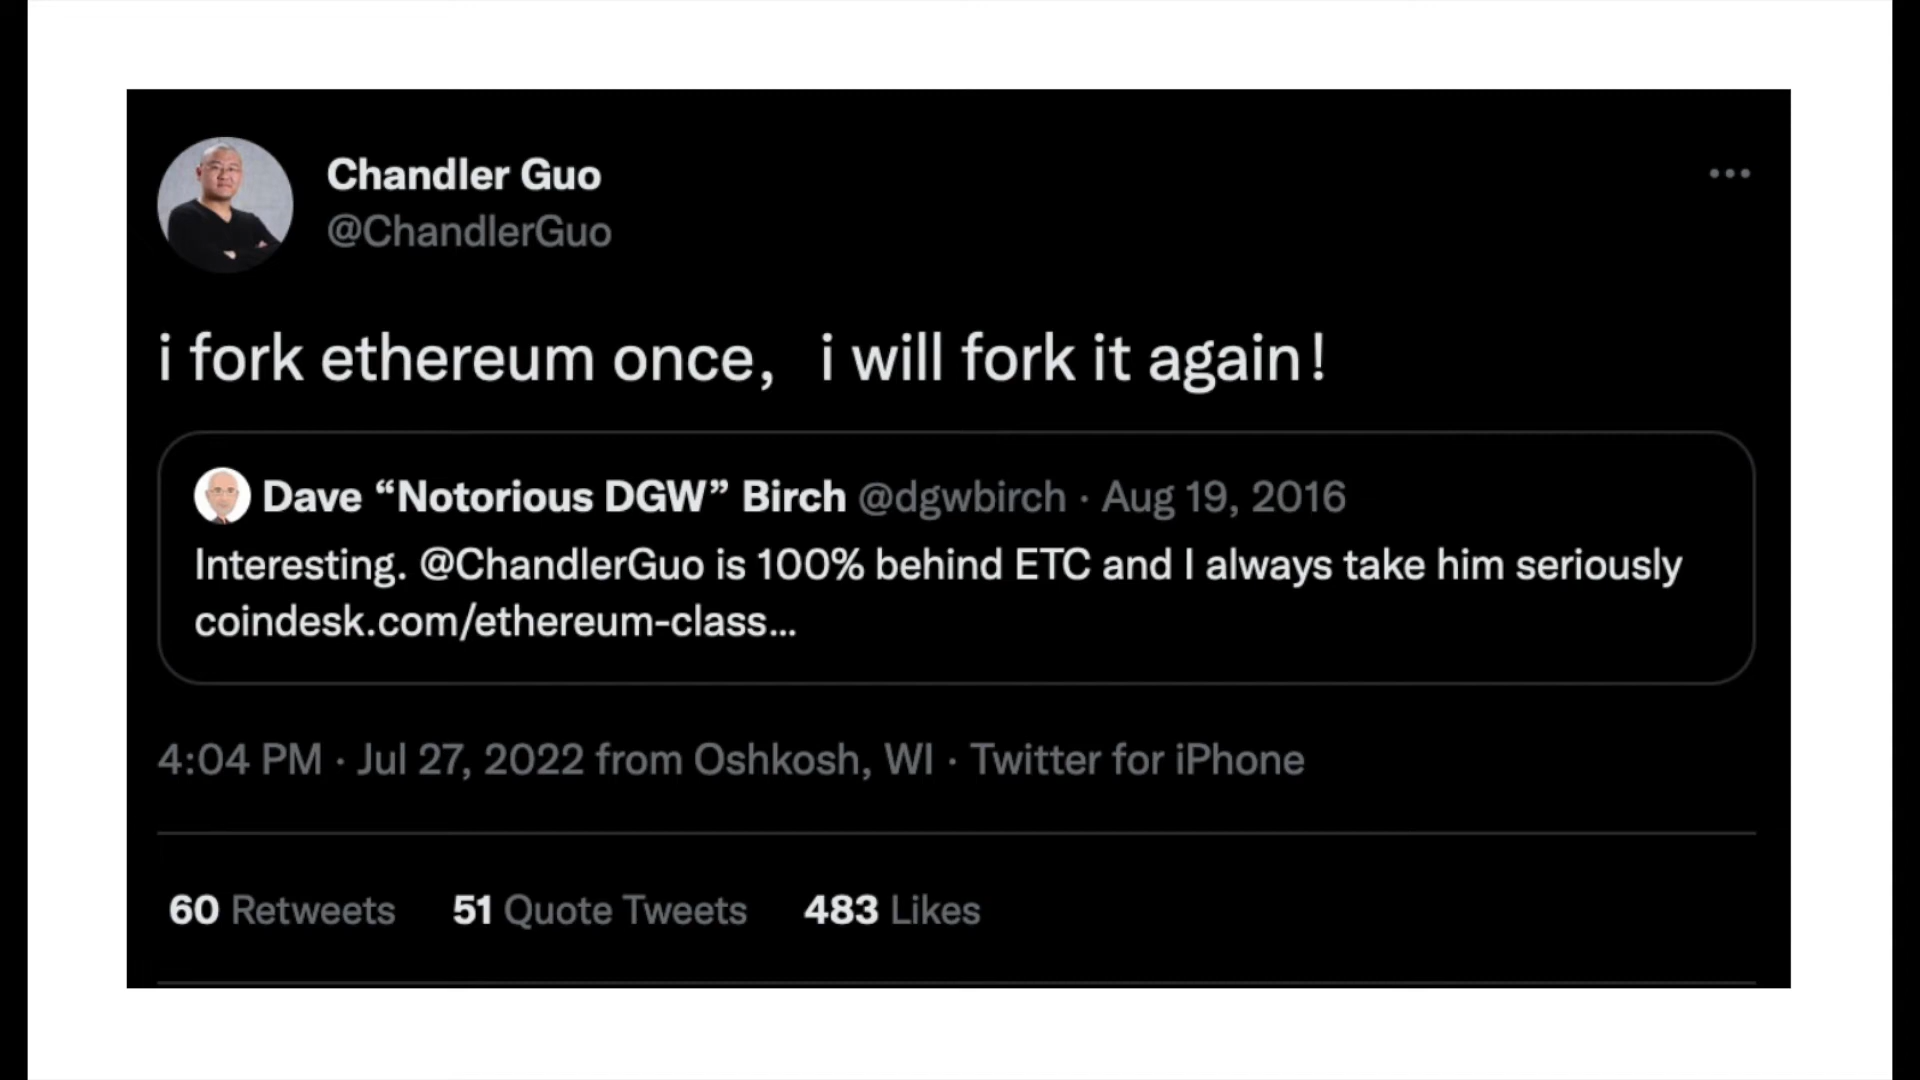 Chandler Guo
@ChandlerGuo
i fork ethereum once,   i will fork it again！
Dave “Notorious DGW” Birch @dgwbirch · Aug 19, 2016
Interesting. @ChandlerGuo is 100% behind ETC and I always take him seriously
coindesk.com/ethereum-class...
4:04 PM · Jul 27, 2022 from Oshkosh, WI · Twitter for iPhone
60 Retweets 51 Quote Tweets 483 Likes